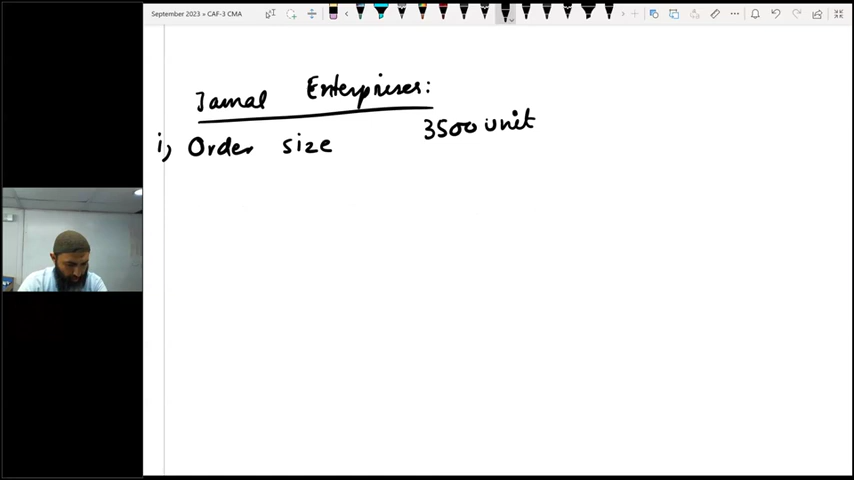 September 2023 » CAF-3 CMA
Jamal Enterprises:
i, Order size 3500 unit